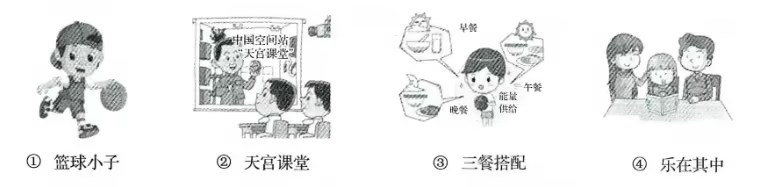 中国空间站
天宫课堂
早餐
午餐
晚餐
能量
供给
① 篮球小子
② 天宫课堂
③ 三餐搭配
④ 乐在其中